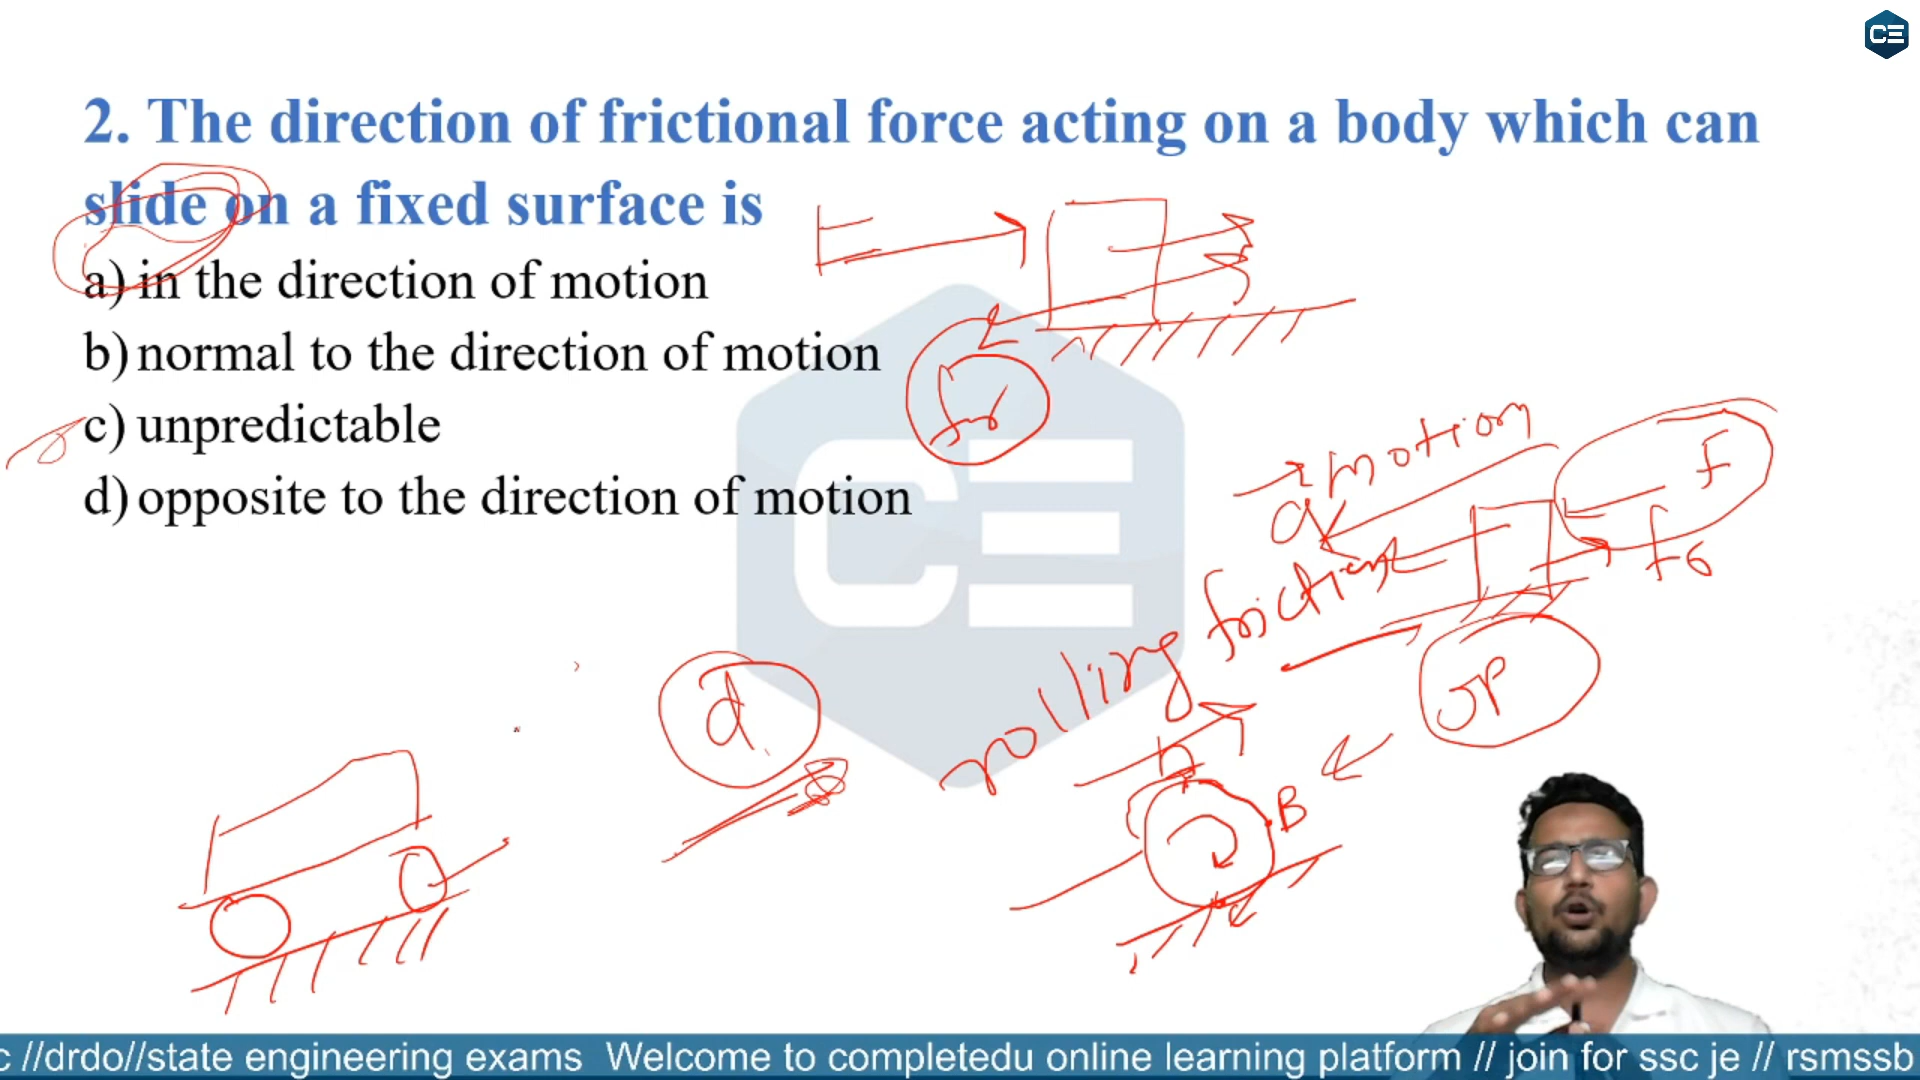 CE
2. The direction of frictional force acting on a body which can
slide on a fixed surface is
a) in the direction of motion
b) normal to the direction of motion
c) unpredictable
d) opposite to the direction of motion
motion
F
rolling friction
d
B
c //drdo//state engineering exams Welcome to completedu online learning platform // join for ssc je // rsmssb